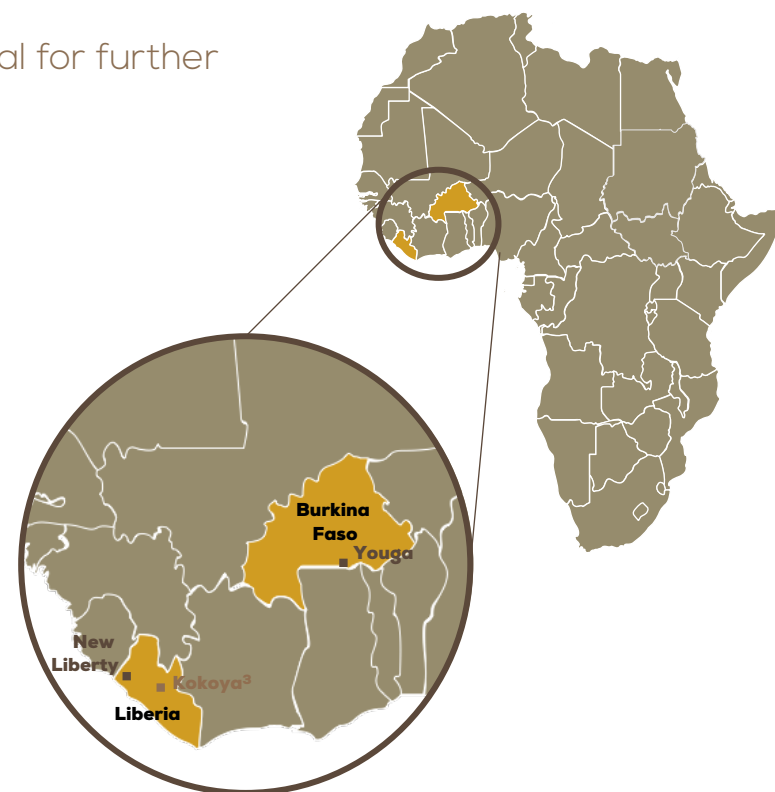 al for further
Burkina
Faso
Youga
New
Liberty
Kokoya³
Liberia